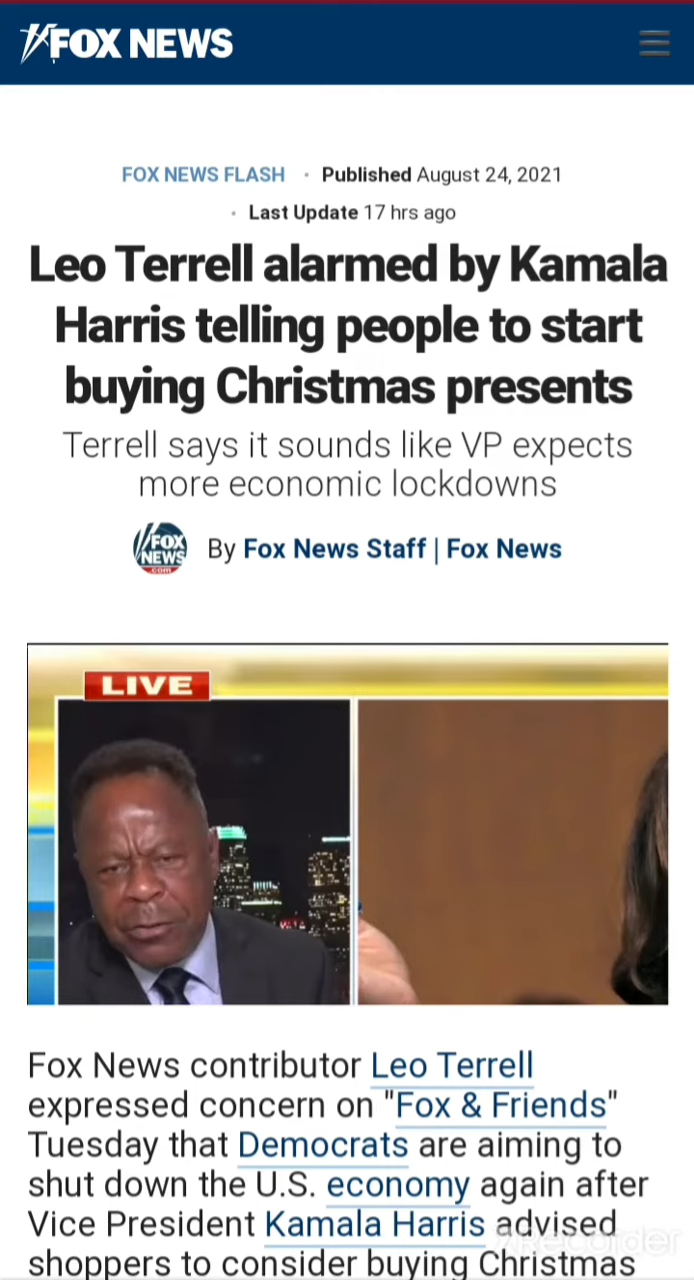 FOX NEWS
FOX NEWS FLASH · Published August 24, 2021
· Last Update 17 hrs ago
Leo Terrell alarmed by Kamala
Harris telling people to start
buying Christmas presents
Terrell says it sounds like VP expects
more economic lockdowns
FOX
NEWS
.com
By Fox News Staff | Fox News
LIVE
Fox News contributor Leo Terrell
expressed concern on "Fox & Friends"
Tuesday that Democrats are aiming to
shut down the U.S. economy again after
Vice President Kamala Harris advised
shoppers to consider buying Christmas
XRecorder